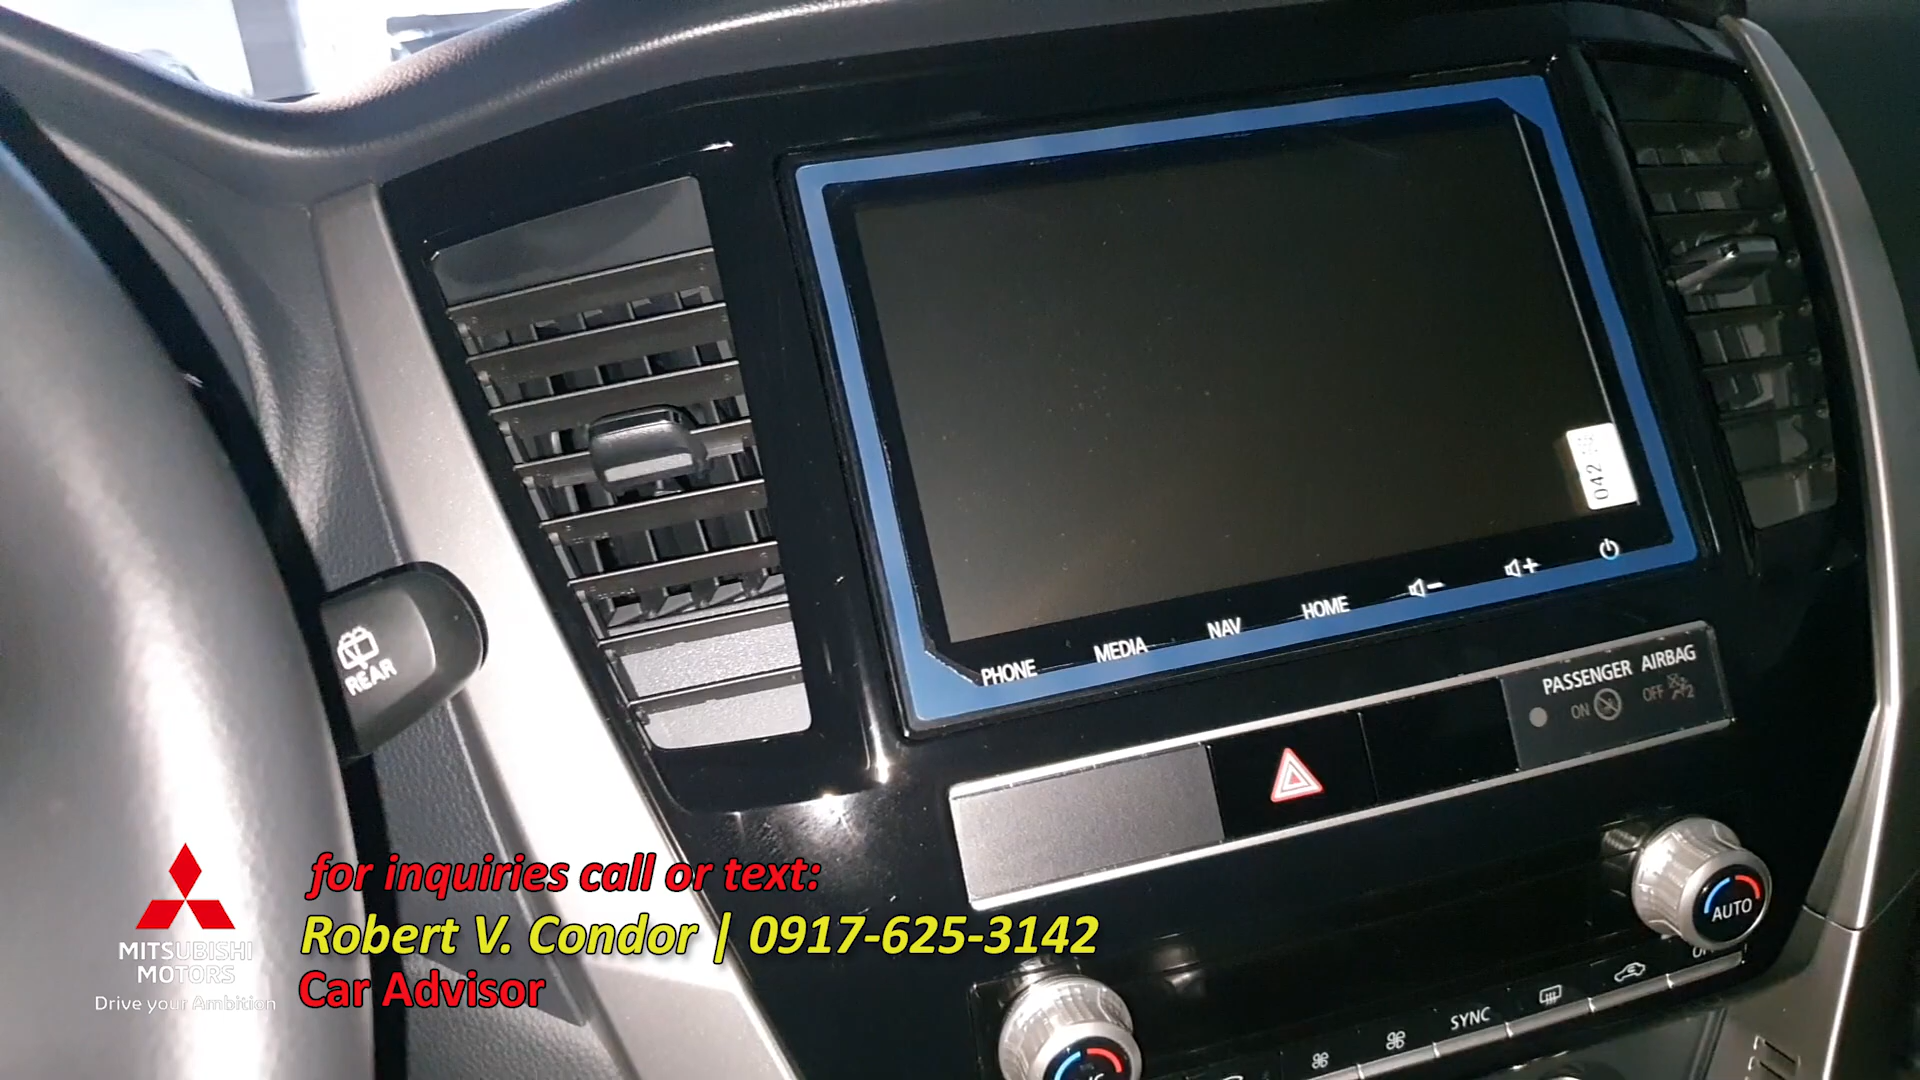 REAR
PHONE MEDIA NAV HOME
PASSENGER AIRBAG
ON OFF
AUTO
SYNC
for inquiries call or text:
Robert V. Condor | 0917-625-3142
Car Advisor
MITSUBISHI
MOTORS
Drive your Ambition